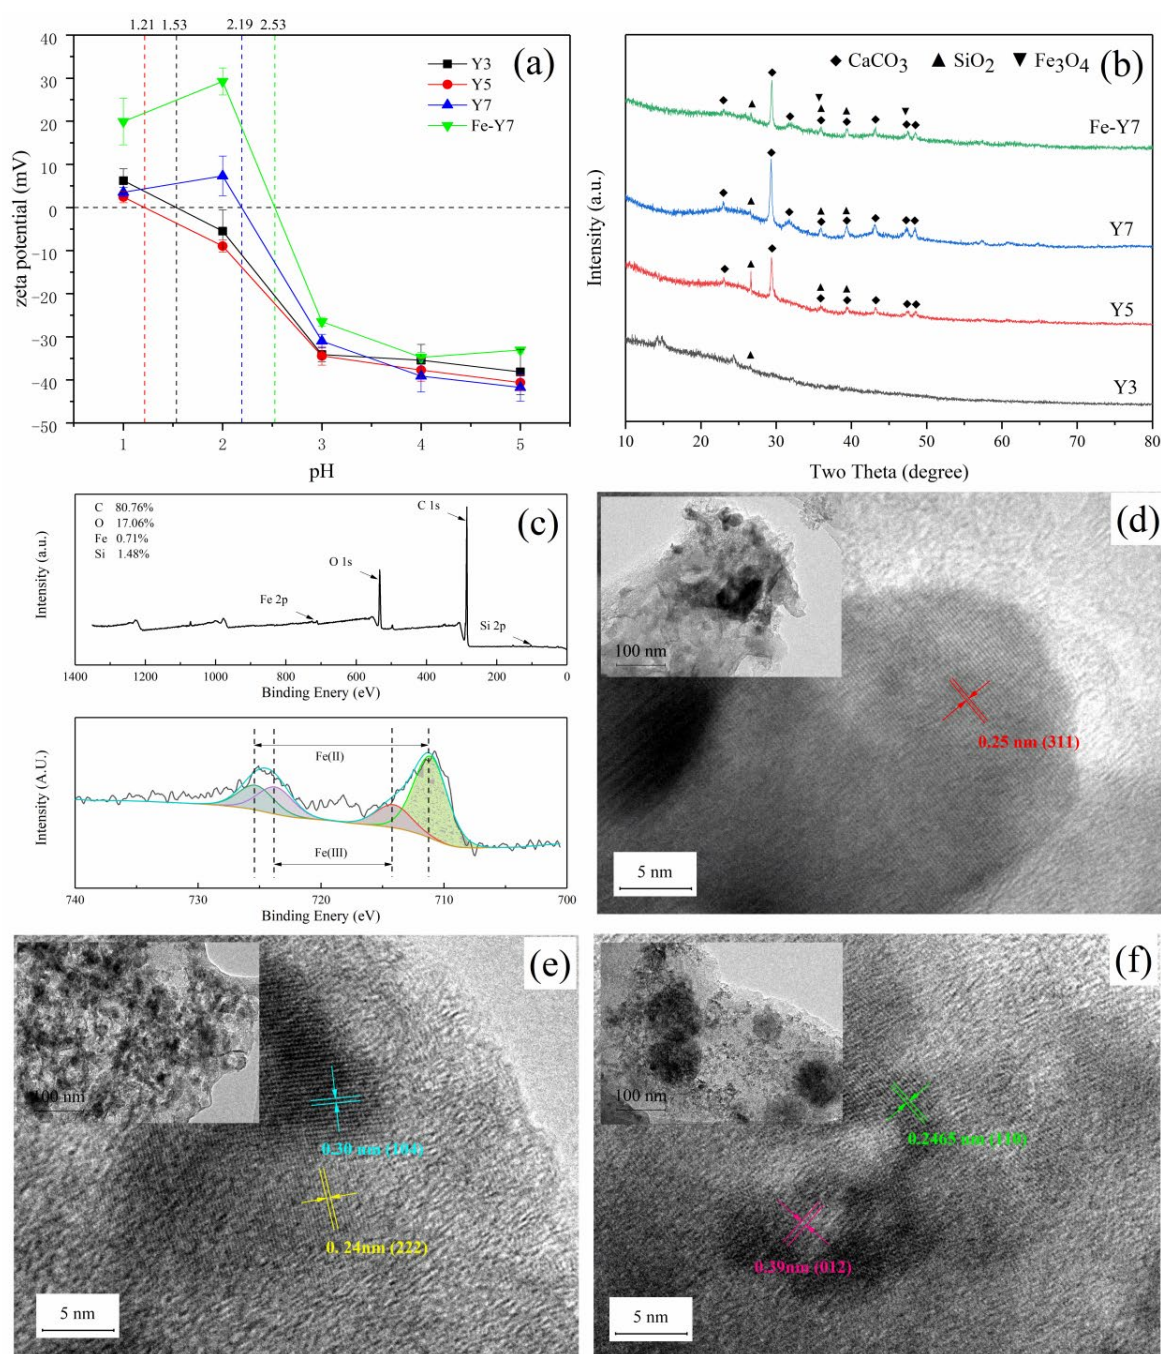 1.21 1.53 2.19 2.53
(a)
Y3
Y5
Y7
Fe-Y7
40
30
20
10
0
−10
−20
−30
−40
−50
zeta potential (mV)
1 2 3 4 5
pH
(b)
CaCO3 SiO2 Fe3O4
Fe-Y7
Y7
Y5
Y3
Intensity (a.u.)
10 20 30 40 50 60 70 80
Two Theta (degree)
(c)
C 80.76%
O 17.06%
Fe 0.71%
Si 1.48%
C 1s
O 1s
Fe 2p
Si 2p
Intensity (a.u.)
1400 1200 1000 800 600 400 200 0
Binding Enery (eV)
Fe(II)
Fe(III)
Intensity (A.U.)
740 730 720 710 700
Binding Enery (eV)
(d)
100 nm
0.25 nm (311)
5 nm
(e)
100 nm
0.30 nm (104)
0. 24nm (222)
5 nm
(f)
100 nm
0.2465 nm (110)
0.39nm (012)
5 nm